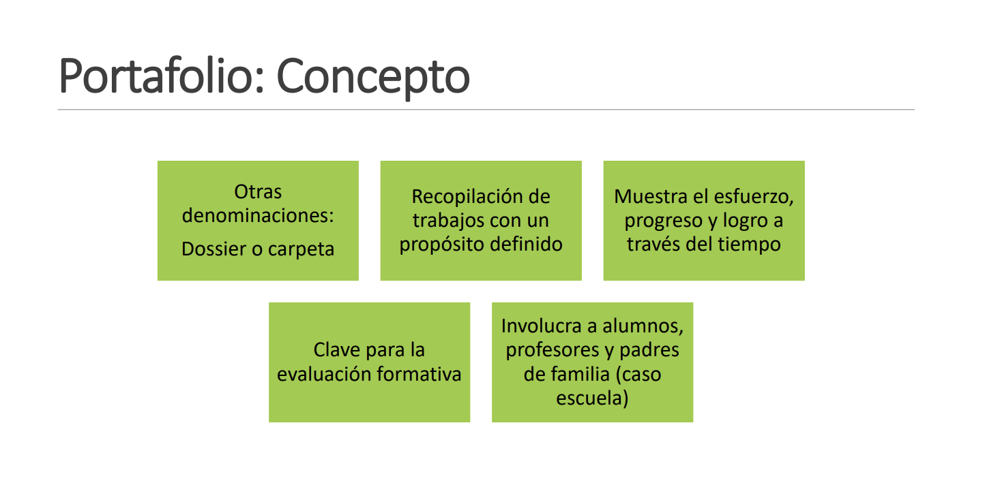 Portafolio: Concepto
Otras
denominaciones:
Dossier o carpeta
Recopilación de
trabajos con un
propósito definido
Muestra el esfuerzo,
progreso y logro a
través del tiempo
Clave para la
evaluación formativa
Involucra a alumnos,
profesores y padres
de familia (caso
escuela)